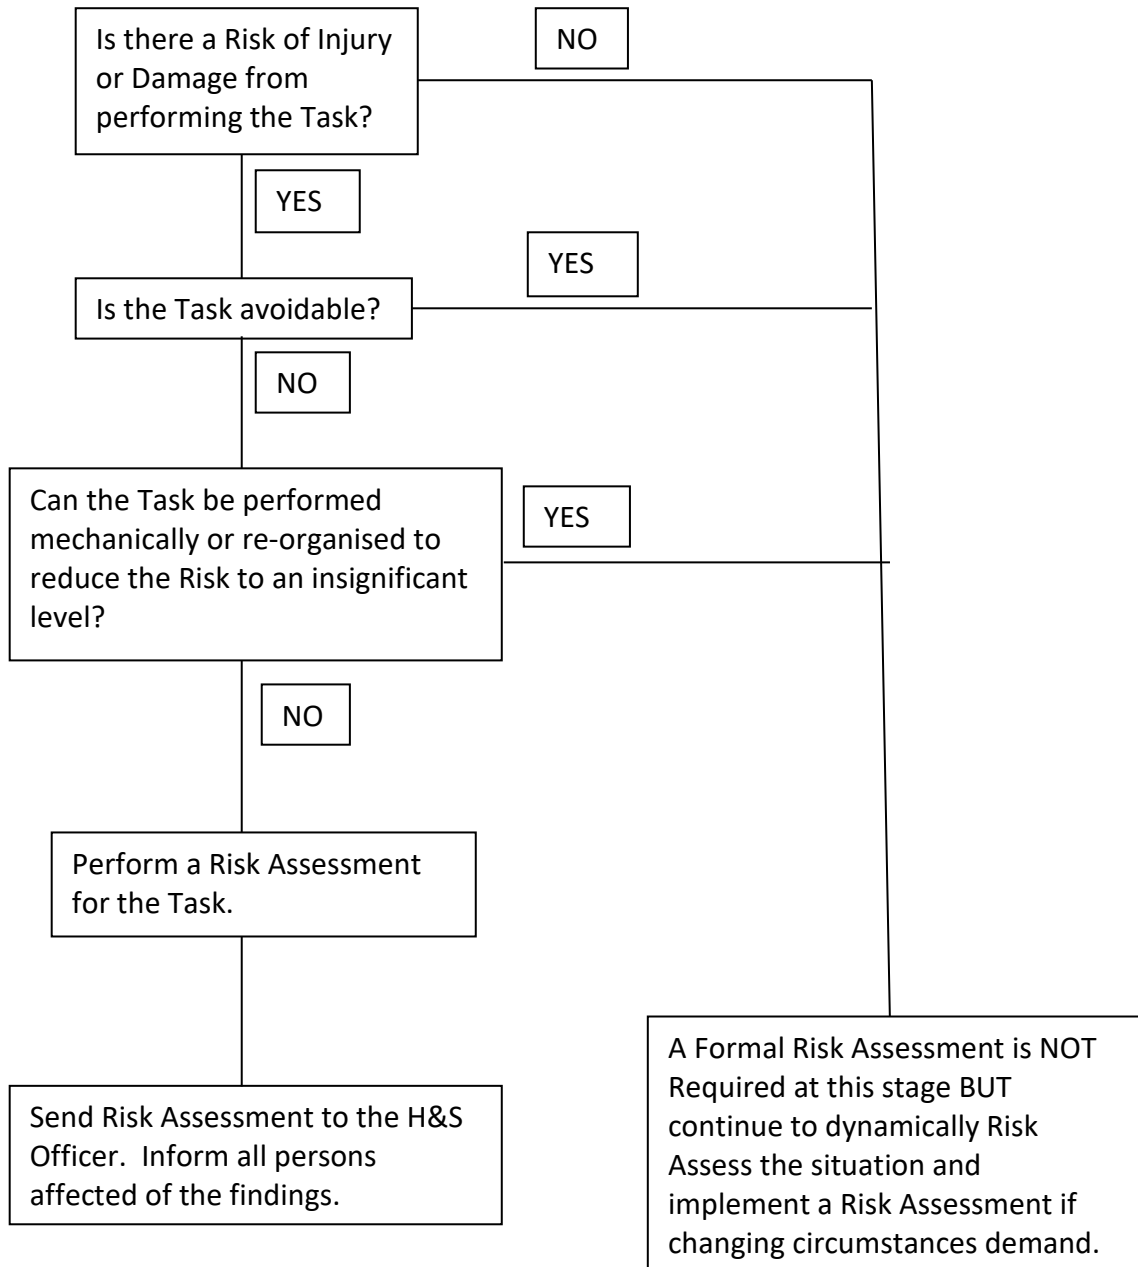 Is there a Risk of Injury
or Damage from
performing the Task?
NO
YES
YES
Is the Task avoidable?
NO
Can the Task be performed
mechanically or re-organised to
reduce the Risk to an insignificant
level?
YES
NO
Perform a Risk Assessment
for the Task.
Send Risk Assessment to the H&S
Officer.  Inform all persons
affected of the findings.
A Formal Risk Assessment is NOT
Required at this stage BUT
continue to dynamically Risk
Assess the situation and
implement a Risk Assessment if
changing circumstances demand.